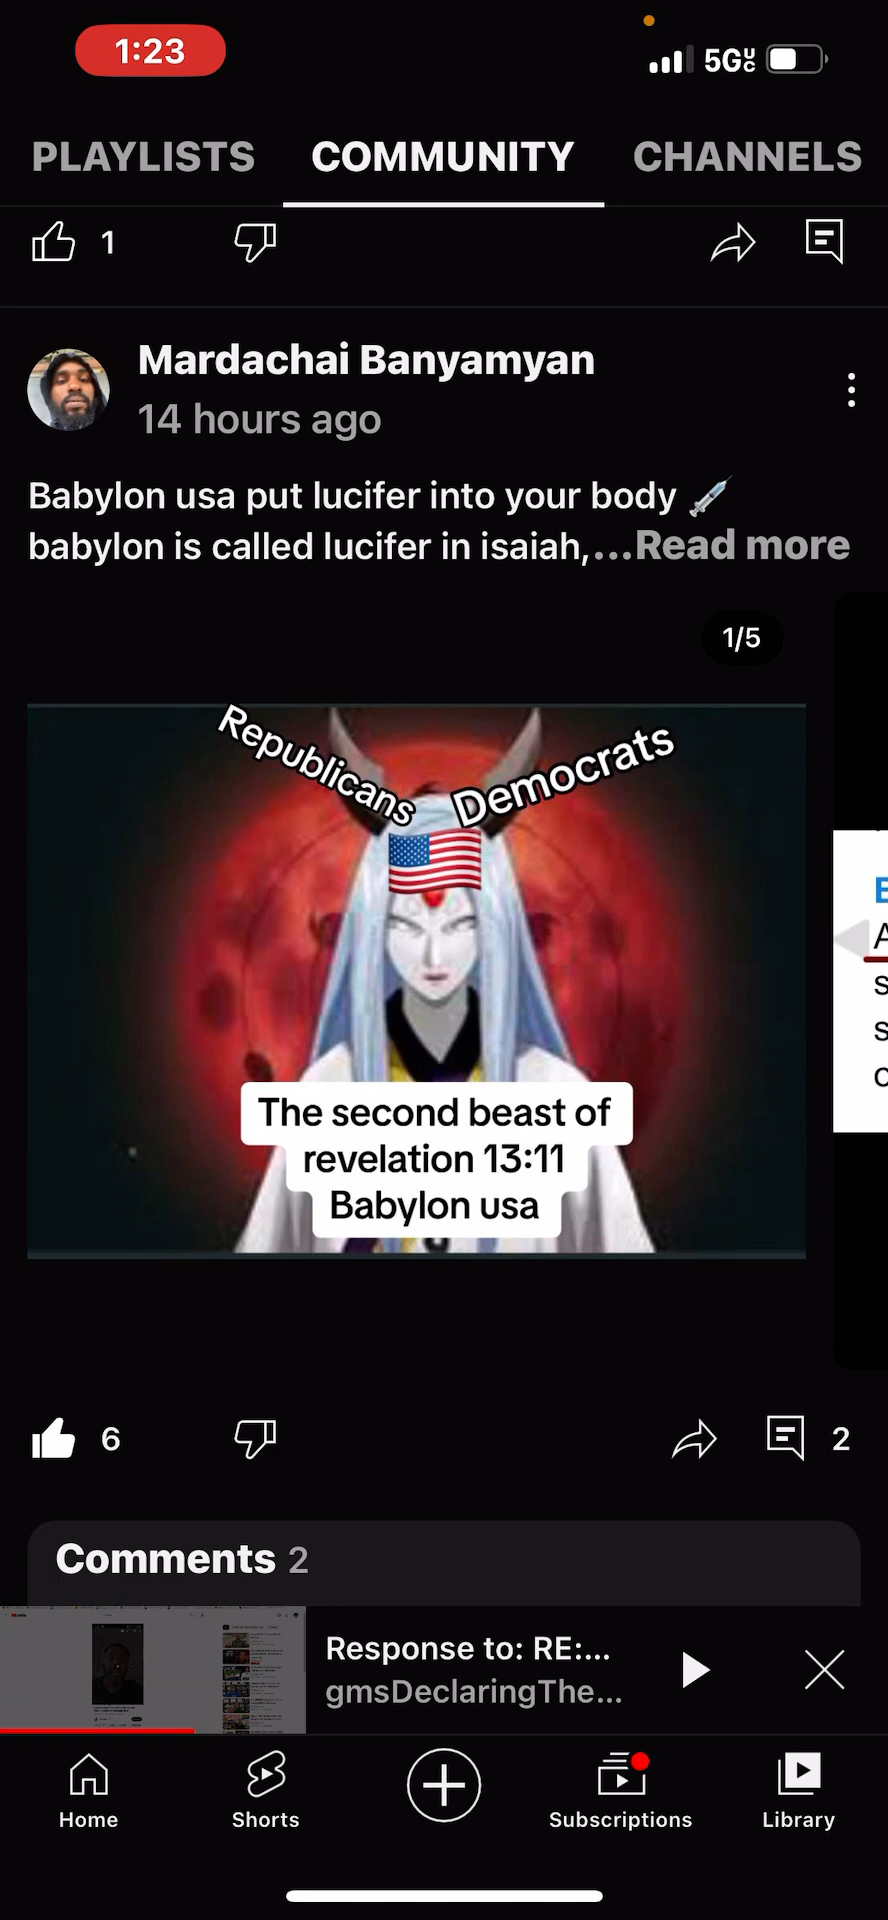 1:23
5GUC
PLAYLISTS COMMUNITY CHANNELS
1
Mardachai Banyamyan
14 hours ago
Babylon usa put lucifer into your body
babylon is called lucifer in isaiah,...Read more
1/5
Republicans
Democrats
The second beast of
revelation 13:11
Babylon usa
6
2
Comments 2
Response to: RE:...
gmsDeclaringThe...
Home Shorts Subscriptions Library